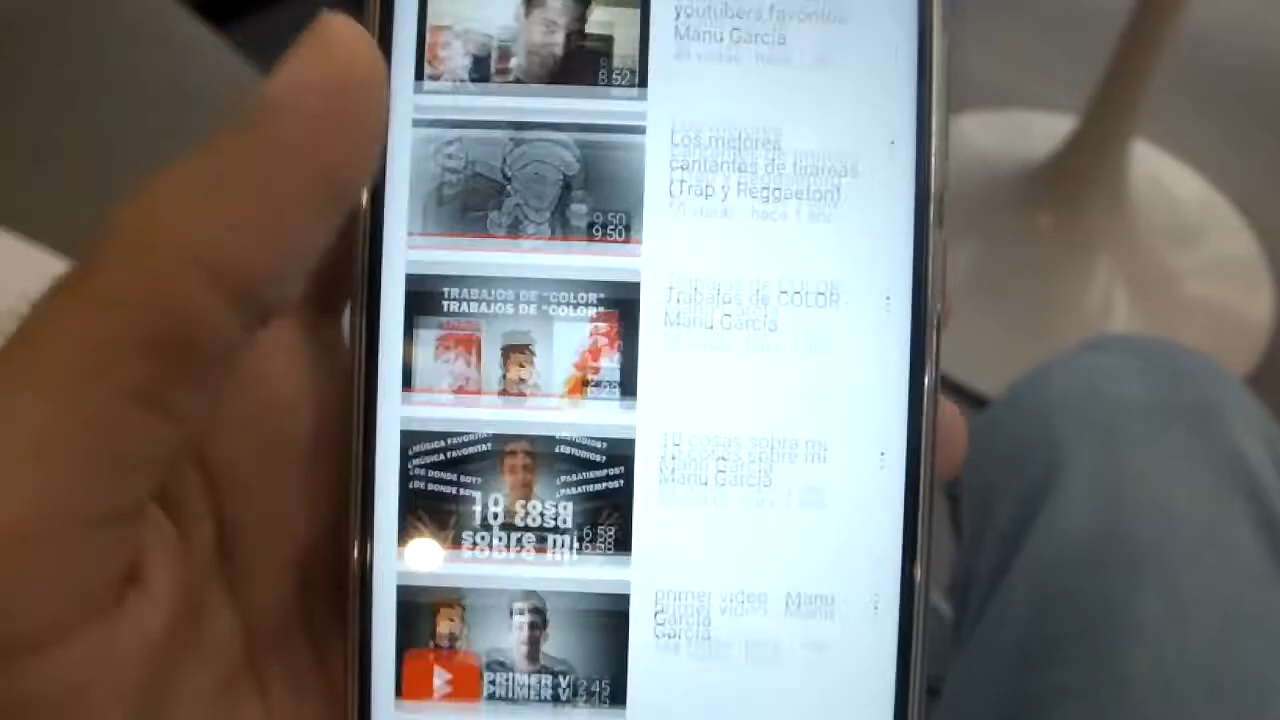 youtubers favoritos
Manu García
8:52
Los mejores
cantantes de tirareas
(Trap y Reggaeton)
9:50
TRABAJOS DE "COLOR"
Trabajos de COLOR
Manu García
¿MÚSICA FAVORITA?
¿ESTUDIOS?
¿DE DONDE SOY?
¿PASATIEMPOS?
10 cosa
sobre mi
6:58
10 cosas sobre mi
Manu García
PRIMER V
2:45
primer video Manu
García